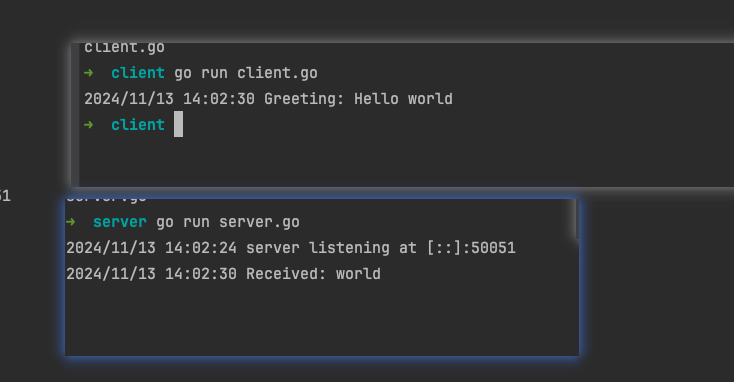 client.go
➜ client go run client.go
2024/11/13 14:02:30 Greeting: Hello world
➜ client
51
server.go
➜ server go run server.go
2024/11/13 14:02:24 server listening at [::]:50051
2024/11/13 14:02:30 Received: world